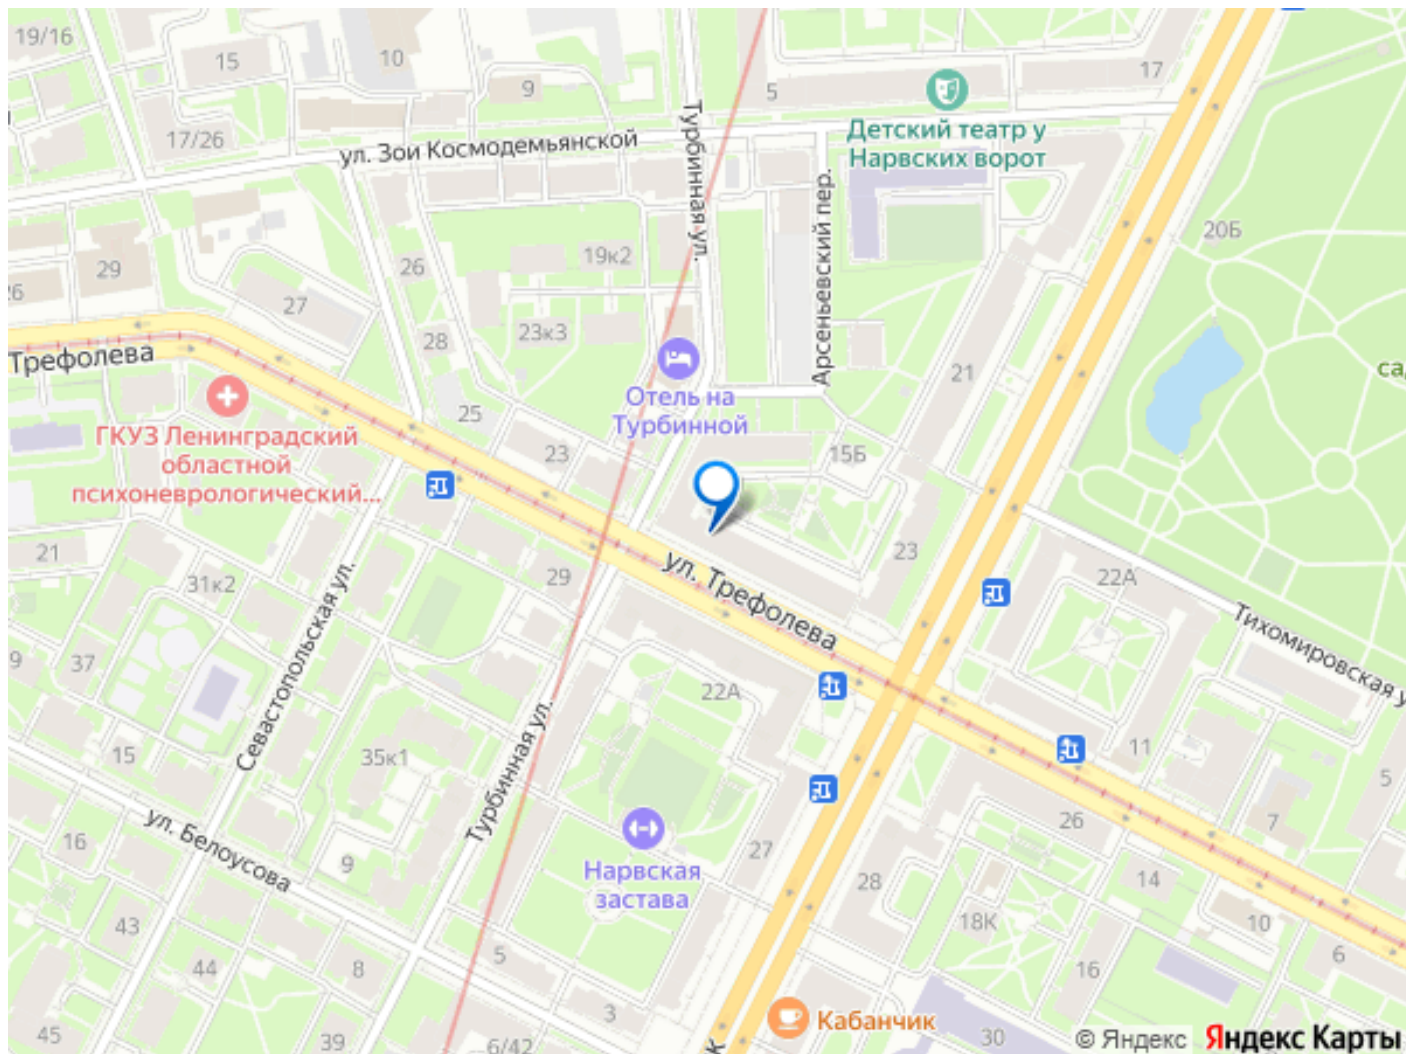 19/16
15
10
9
5
17
17/26
ул. Зои Космодемьянской
Турбинная ул.
Детский театр у
Нарвских ворот
Арсеньевский пер.
20Б
29
26
19к2
26
27
28
23к3
Трефолева
Отель на
Турбинной
21
са
25
23
15Б
ГКУЗ Ленинградский
областной
психоневрологический...
21
31к2
29
ул. Трефолева
23
22А
Тихомировская у
9
37
Севастопольская ул.
22А
15
35к1
Турбинная ул.
11
5
16
ул. Белоусова
9
Нарвская
застава
27
28
26
7
14
18К
10
43
44
8
5
16
6
45
39
6/42
3
Кабанчик
К
30
© Яндекс
Яндекс Карты